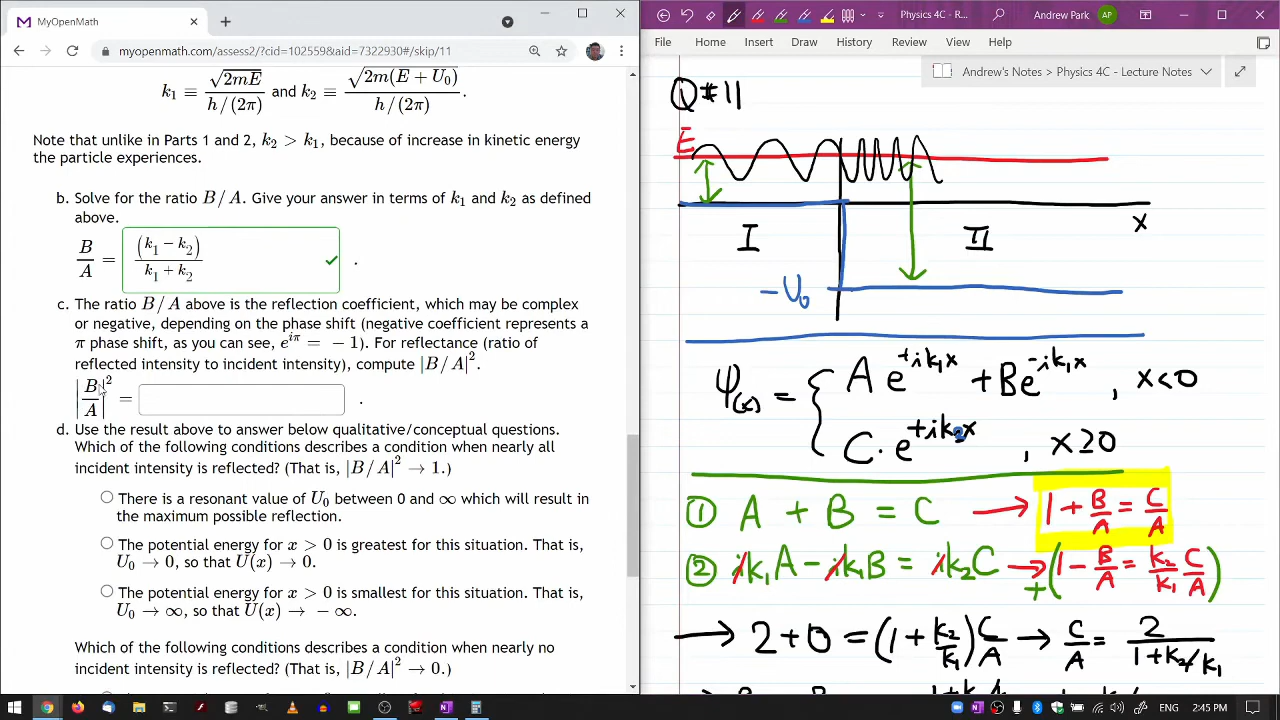 MyOpenMath
myopenmath.com/assess2/?cid=102559&aid=7322930#/skip/11
k₁ ≡ √(2mE) / h/(2π) and k₂ ≡ √(2m(E + U₀)) / h/(2π).
Note that unlike in Parts 1 and 2, k₂ > k₁, because of increase in kinetic energy
the particle experiences.
b. Solve for the ratio B/A. Give your answer in terms of k₁ and k₂ as defined
above.
B/A = (k₁ − k₂) / k₁ + k₂ ✓ .
c. The ratio B/A above is the reflection coefficient, which may be complex
or negative, depending on the phase shift (negative coefficient represents a
π phase shift, as you can see, e^{iπ} = −1). For reflectance (ratio of
reflected intensity to incident intensity), compute |B/A|².
|B/A|² = .
d. Use the result above to answer below qualitative/conceptual questions.
Which of the following conditions describes a condition when nearly all
incident intensity is reflected? (That is, |B/A|² → 1.)
There is a resonant value of U₀ between 0 and ∞ which will result in
the maximum possible reflection.
The potential energy for x > 0 is greatest for this situation. That is,
U₀ → 0, so that U(x) → 0.
The potential energy for x > 0 is smallest for this situation. That is,
U₀ → ∞, so that U(x) → −∞.
Which of the following conditions describes a condition when nearly no
incident intensity is reflected? (That is, |B/A|² → 0.)
Physics 4C - R...
Andrew Park
AP
File Home Insert Draw History Review View Help
Andrew's Notes > Physics 4C - Lecture Notes
Q#11
E
x
I
II
−U₀
ψ(x) = { A e^{+ik₁x} + B e^{-ik₁x} , x<0
C · e^{+ik₂x} , x≥0
① A + B = C → 1 + B/A = C/A
② ik₁A − ik₁B = ik₂C → + (1 − B/A = k₂/k₁ C/A)
→ 2 + 0 = (1 + k₂/k₁) C/A → C/A = 2 / 1 + k₂/k₁
ENG 2:45 PM